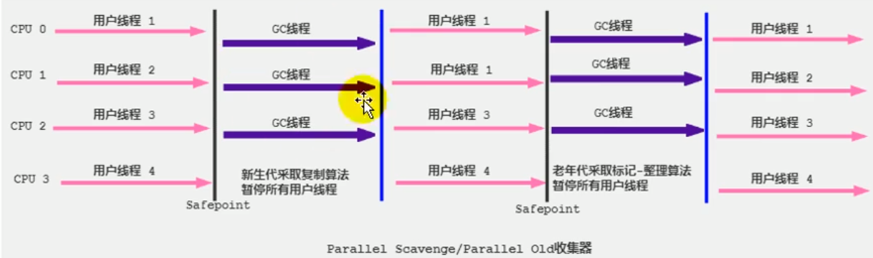 CPU 0 用户线程 1 GC线程 用户线程 1 GC线程 用户线程 1
CPU 1 用户线程 2 GC线程 用户线程 1 GC线程 用户线程 2
CPU 2 用户线程 3 GC线程 用户线程 3 GC线程 用户线程 3
CPU 3 用户线程 4 用户线程 4 用户线程 4
新生代采取复制算法
暂停所有用户线程
老年代采取标记-整理算法
暂停所有用户线程
Safepoint
Safepoint
Parallel Scavenge/Parallel Old收集器